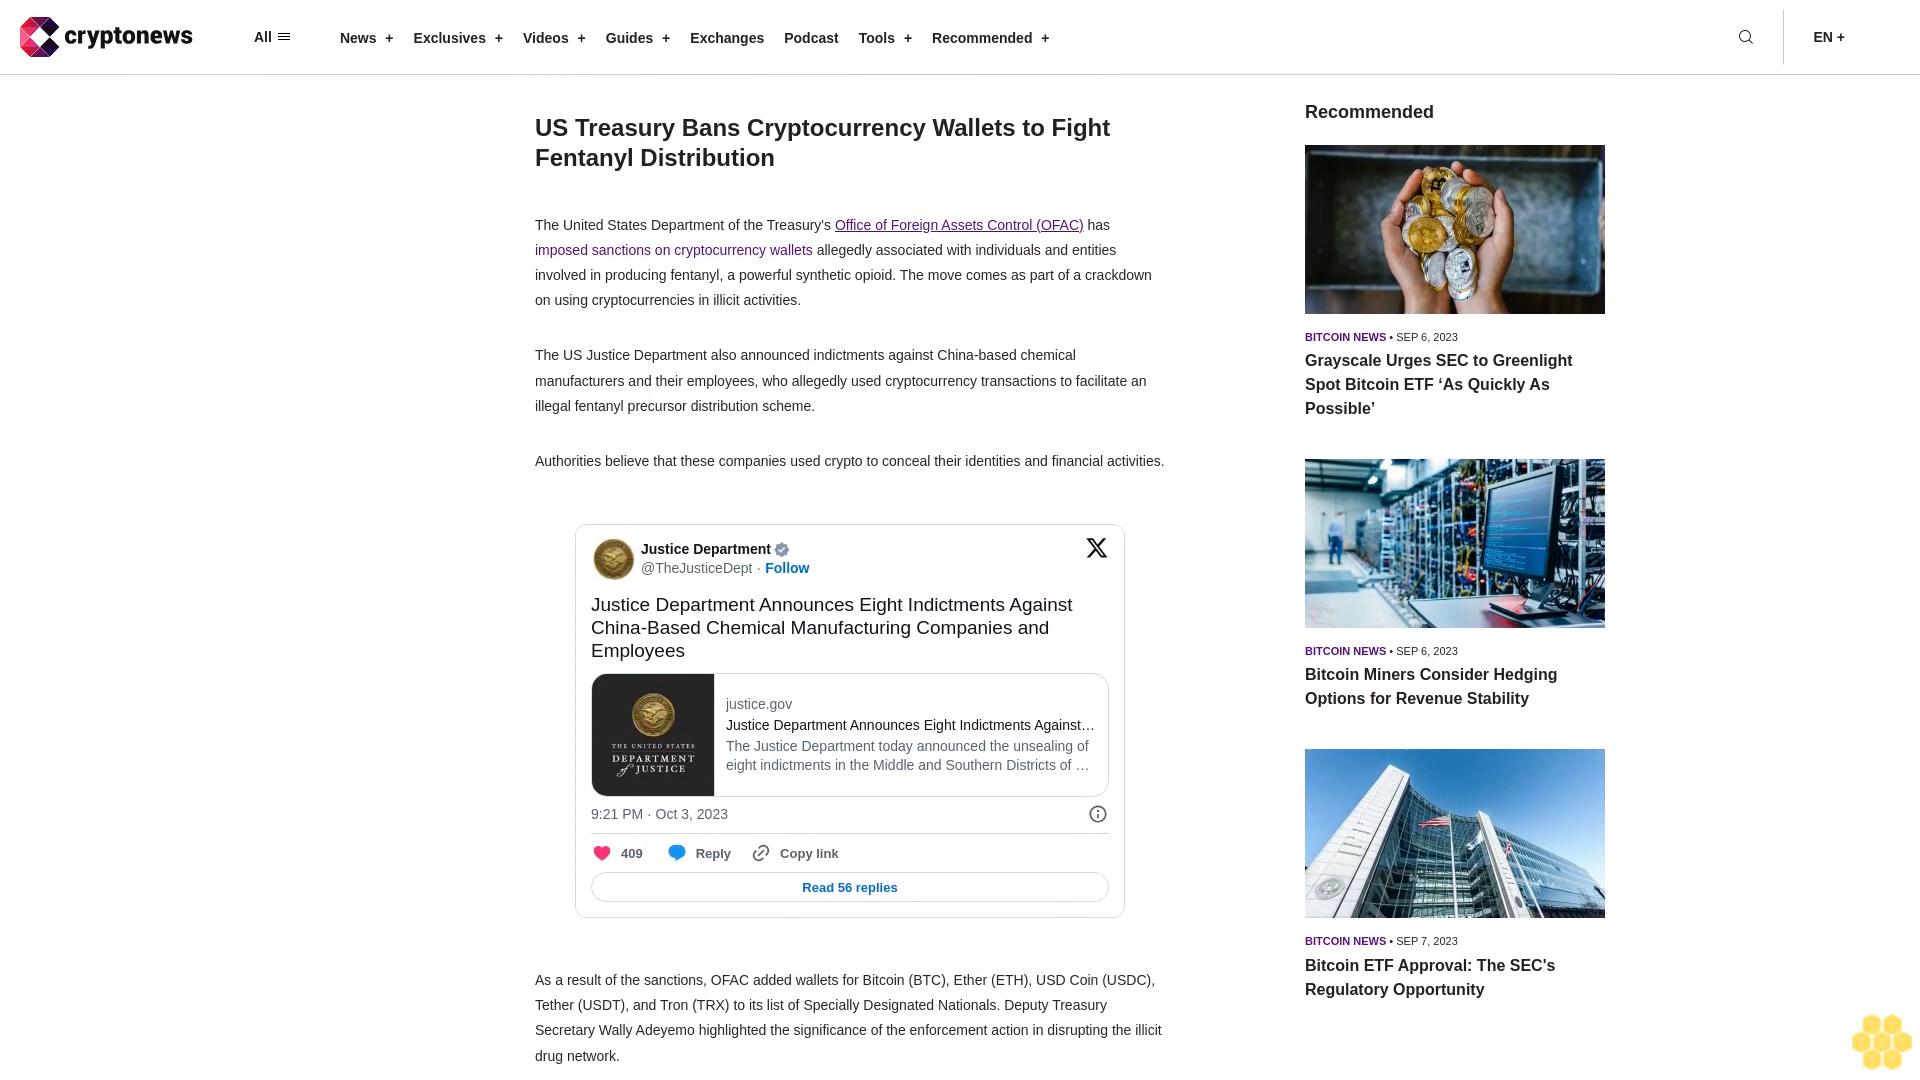 cryptonews
All
News +
Exclusives +
Videos +
Guides +
Exchanges
Podcast
Tools +
Recommended +
EN +
US Treasury Bans Cryptocurrency Wallets to Fight
Fentanyl Distribution
The United States Department of the Treasury's Office of Foreign Assets Control (OFAC) has
imposed sanctions on cryptocurrency wallets allegedly associated with individuals and entities
involved in producing fentanyl, a powerful synthetic opioid. The move comes as part of a crackdown
on using cryptocurrencies in illicit activities.
The US Justice Department also announced indictments against China-based chemical
manufacturers and their employees, who allegedly used cryptocurrency transactions to facilitate an
illegal fentanyl precursor distribution scheme.
Authorities believe that these companies used crypto to conceal their identities and financial activities.
Justice Department
@TheJusticeDept · Follow
Justice Department Announces Eight Indictments Against
China-Based Chemical Manufacturing Companies and
Employees
THE UNITED STATES
DEPARTMENT
of JUSTICE
justice.gov
Justice Department Announces Eight Indictments Against…
The Justice Department today announced the unsealing of
eight indictments in the Middle and Southern Districts of …
9:21 PM · Oct 3, 2023
409
Reply
Copy link
Read 56 replies
As a result of the sanctions, OFAC added wallets for Bitcoin (BTC), Ether (ETH), USD Coin (USDC),
Tether (USDT), and Tron (TRX) to its list of Specially Designated Nationals. Deputy Treasury
Secretary Wally Adeyemo highlighted the significance of the enforcement action in disrupting the illicit
drug network.
Recommended
BITCOIN NEWS • SEP 6, 2023
Grayscale Urges SEC to Greenlight
Spot Bitcoin ETF ‘As Quickly As
Possible’
BITCOIN NEWS • SEP 6, 2023
Bitcoin Miners Consider Hedging
Options for Revenue Stability
BITCOIN NEWS • SEP 7, 2023
Bitcoin ETF Approval: The SEC's
Regulatory Opportunity